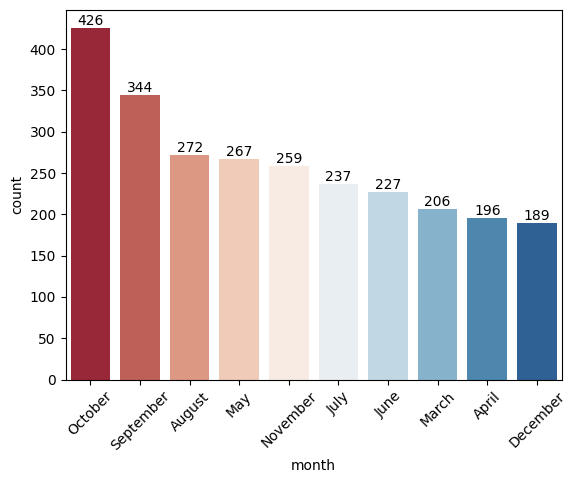 426
344
272
267
259
237
227
206
196
189
400
350
300
250
200
150
100
50
0
count
October
September
August
May
November
July
June
March
April
December
month